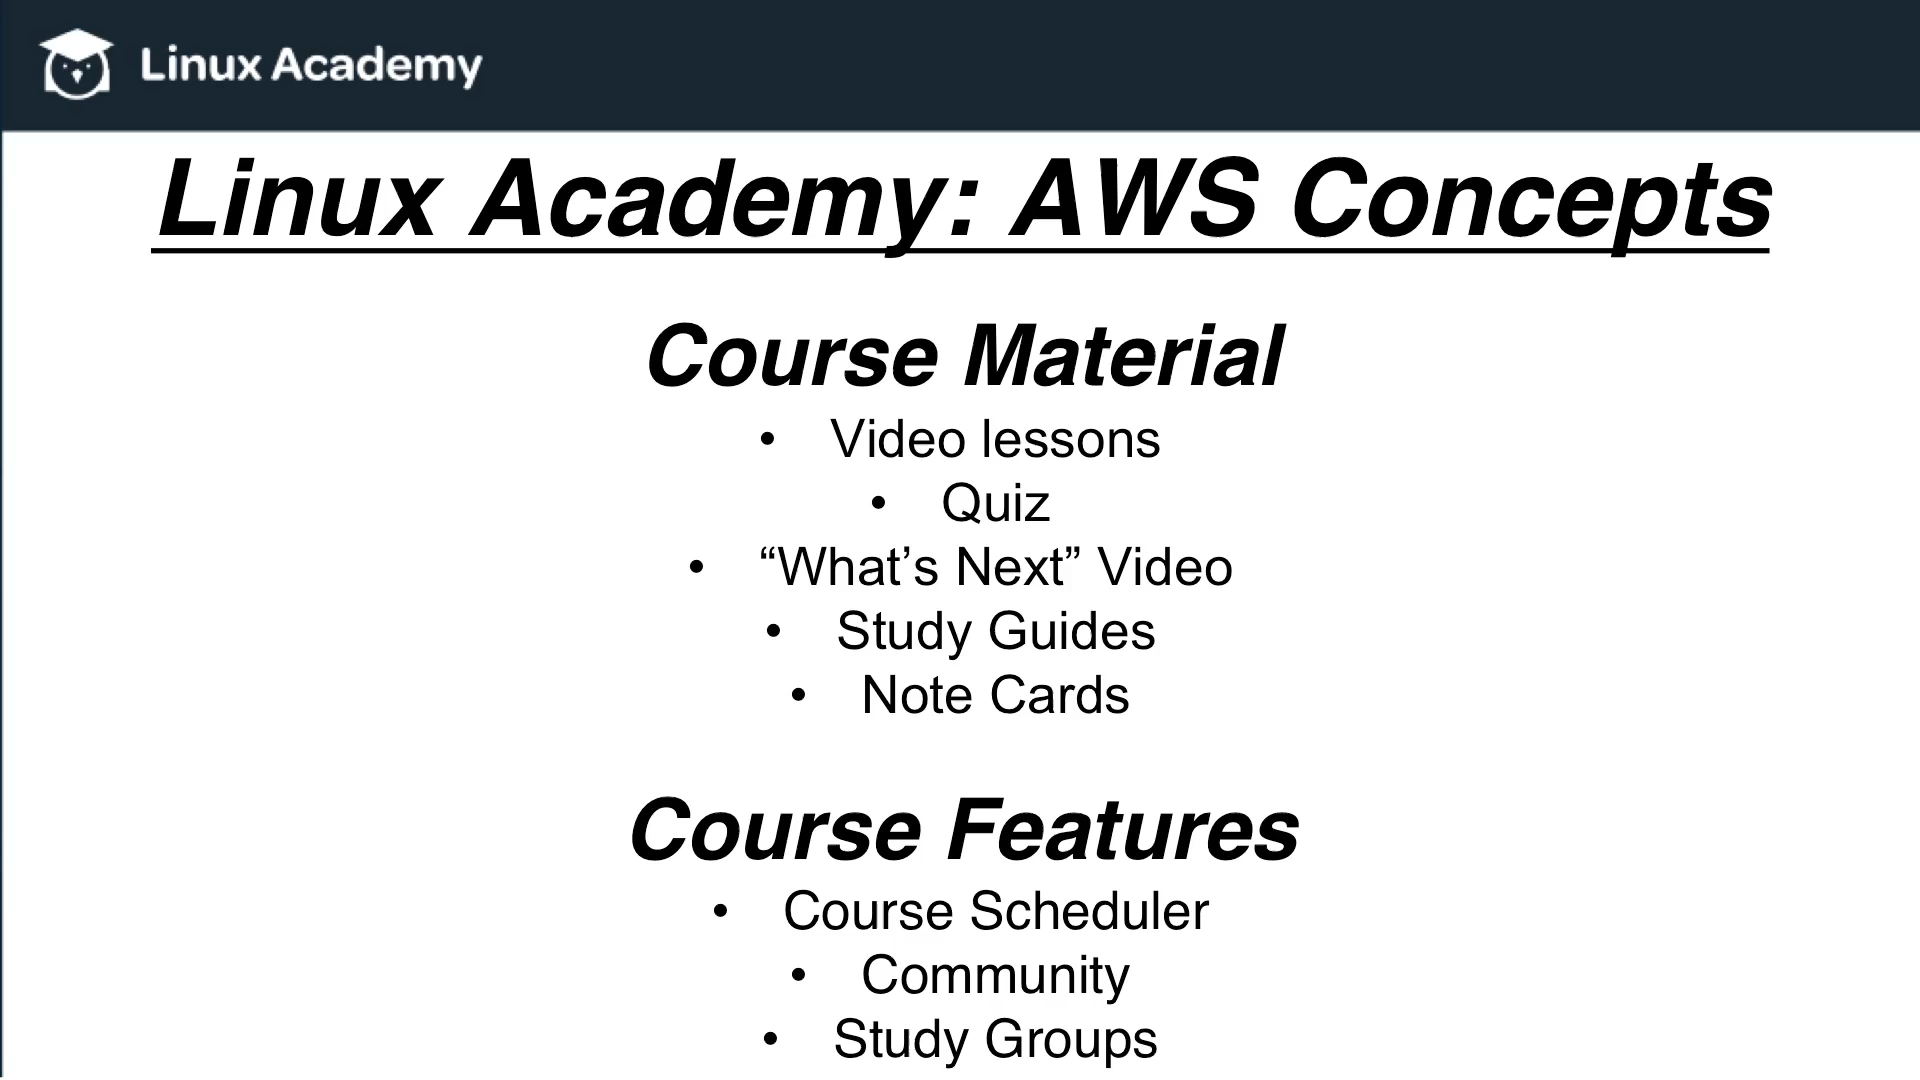 Linux Academy
Linux Academy: AWS Concepts
Course Material
• Video lessons
• Quiz
• “What’s Next” Video
• Study Guides
• Note Cards
Course Features
• Course Scheduler
• Community
• Study Groups